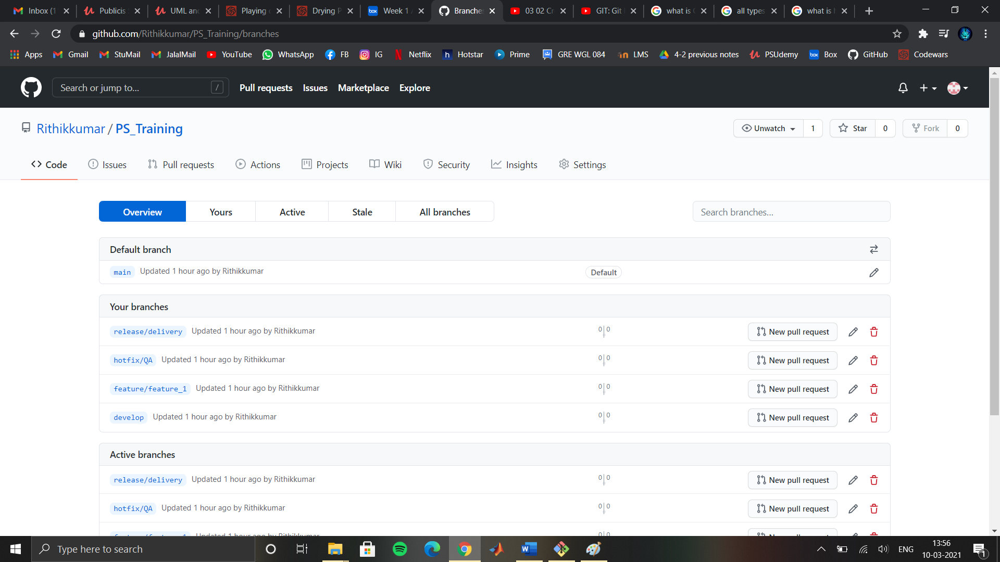 Inbox (1
Publicis
UML and
Playing
Drying P
Week 1
Branches
03 02 Cr
GIT: Git
what is
all types
what is
github.com/Rithikkumar/PS_Training/branches
Apps Gmail StuMail JalalMail YouTube WhatsApp FB IG Netflix Hotstar Prime GRE WGL 084 LMS 4-2 previous notes PSUdemy Box GitHub Codewars
Search or jump to... / Pull requests Issues Marketplace Explore
Rithikkumar / PS_Training Unwatch 1 Star 0 Fork 0
Code Issues Pull requests Actions Projects Wiki Security Insights Settings
Overview Yours Active Stale All branches Search branches...
Default branch
main Updated 1 hour ago by Rithikkumar Default
Your branches
release/delivery Updated 1 hour ago by Rithikkumar 0 0 New pull request
hotfix/QA Updated 1 hour ago by Rithikkumar 0 0 New pull request
feature/feature_1 Updated 1 hour ago by Rithikkumar 0 0 New pull request
develop Updated 1 hour ago by Rithikkumar 0 0 New pull request
Active branches
release/delivery Updated 1 hour ago by Rithikkumar 0 0 New pull request
hotfix/QA Updated 1 hour ago by Rithikkumar 0 0 New pull request
feature/feature_1 Updated 1 hour ago by Rithikkumar 0 0 New pull request
Type here to search
ENG
13:56
10-03-2021
1